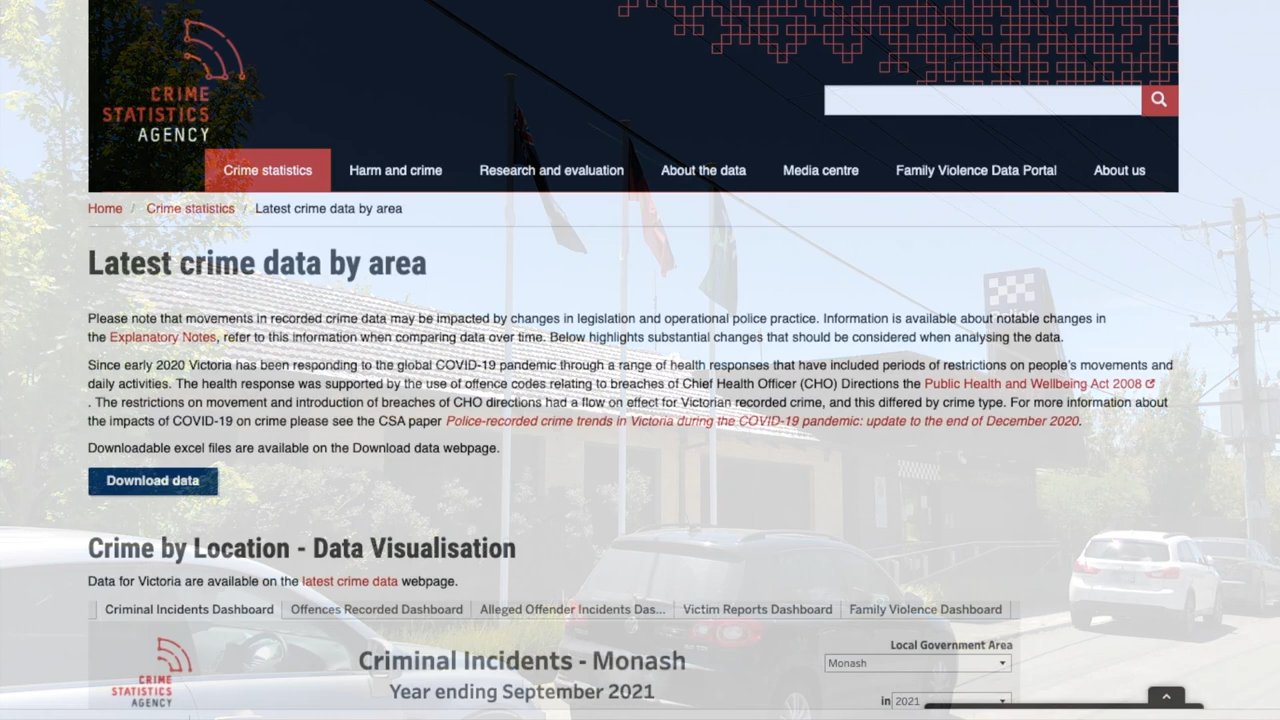 CRIME
STATISTICS
AGENCY
Crime statistics
Harm and crime
Research and evaluation
About the data
Media centre
Family Violence Data Portal
About us
Home / Crime statistics / Latest crime data by area
Latest crime data by area
Please note that movements in recorded crime data may be impacted by changes in legislation and operational police practice. Information is available about notable changes in
the Explanatory Notes, refer to this information when comparing data over time. Below highlights substantial changes that should be considered when analysing the data.
Since early 2020 Victoria has been responding to the global COVID-19 pandemic through a range of health responses that have included periods of restrictions on people's movements and
daily activities. The health response was supported by the use of offence codes relating to breaches of Chief Health Officer (CHO) Directions the Public Health and Wellbeing Act 2008
. The restrictions on movement and introduction of breaches of CHO directions had a flow on effect for Victorian recorded crime, and this differed by crime type. For more information about
the impacts of COVID-19 on crime please see the CSA paper Police-recorded crime trends in Victoria during the COVID-19 pandemic: update to the end of December 2020.
Downloadable excel files are available on the Download data webpage.
Download data
Crime by Location - Data Visualisation
Data for Victoria are available on the latest crime data webpage.
Criminal Incidents Dashboard
Offences Recorded Dashboard
Alleged Offender Incidents Das...
Victim Reports Dashboard
Family Violence Dashboard
CRIME
STATISTICS
AGENCY
Criminal Incidents - Monash
Year ending September 2021
Local Government Area
Monash
in 2021